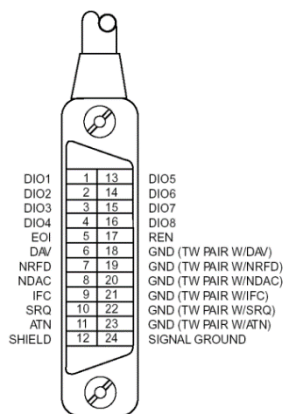 DIO1 1 13 DIO5
DIO2 2 14 DIO6
DIO3 3 15 DIO7
DIO4 4 16 DIO8
EOI 5 17 REN
DAV 6 18 GND (TW PAIR W/DAV)
NRFD 7 19 GND (TW PAIR W/NRFD)
NDAC 8 20 GND (TW PAIR W/NDAC)
IFC 9 21 GND (TW PAIR W/IFC)
SRQ 10 22 GND (TW PAIR W/SRQ)
ATN 11 23 GND (TW PAIR W/ATN)
SHIELD 12 24 SIGNAL GROUND